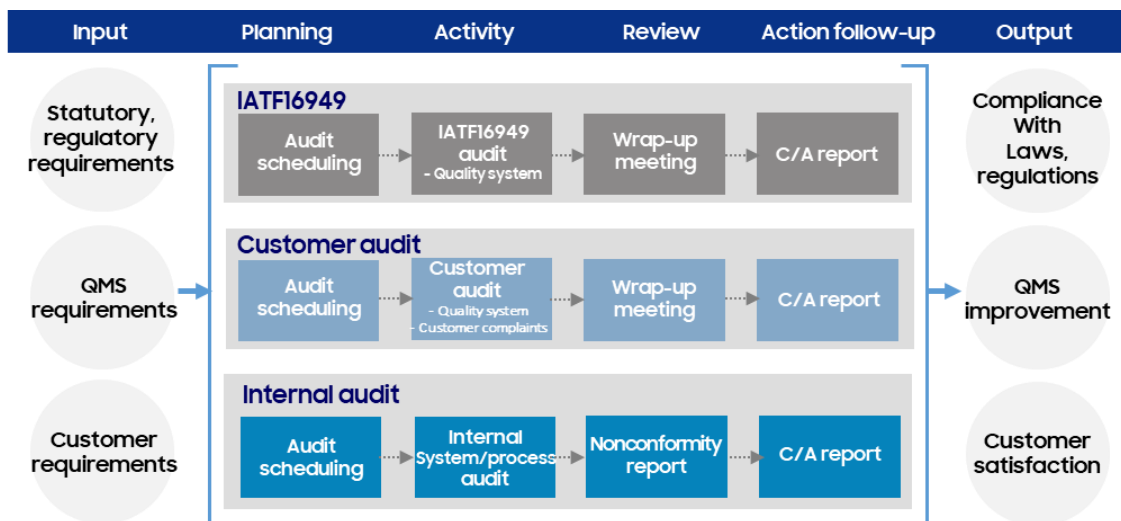 Input Planning Activity Review Action follow-up Output
Statutory,
regulatory
requirements
QMS
requirements
Customer
requirements
IATF16949
Audit
scheduling
IATF16949
audit
- Quality system
Wrap-up
meeting
C/A report
Customer audit
Audit
scheduling
Customer
audit
- Quality system
- Customer complaints
Wrap-up
meeting
C/A report
Internal audit
Audit
scheduling
Internal
System/process
audit
Nonconformity
report
C/A report
Compliance
With
Laws,
regulations
QMS
improvement
Customer
satisfaction